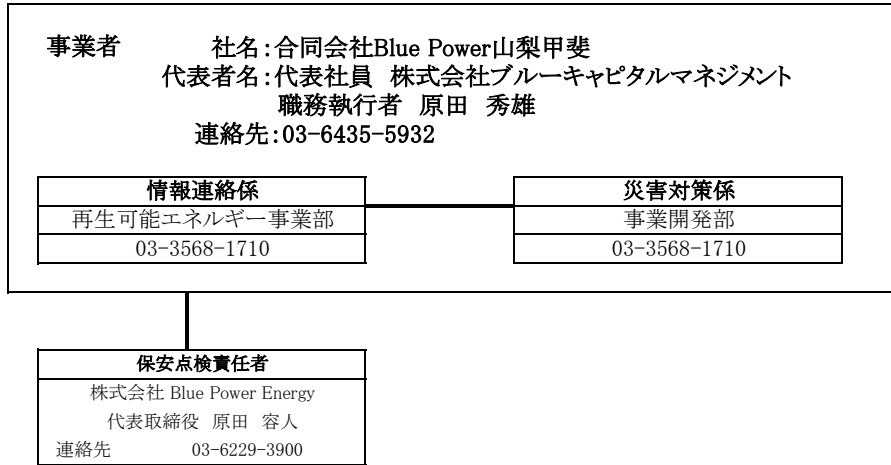 事業者 社名：合同会社Blue Power山梨甲斐
代表者名：代表社員 株式会社ブルーキャピタルマネジメント
職務執行者 原田 秀雄
連絡先：03-6435-5932
情報連絡係
再生可能エネルギー事業部
03-3568-1710
災害対策係
事業開発部
03-3568-1710
保安点検責任者
株式会社 Blue Power Energy
代表取締役 原田 容人
連絡先 03-6229-3900